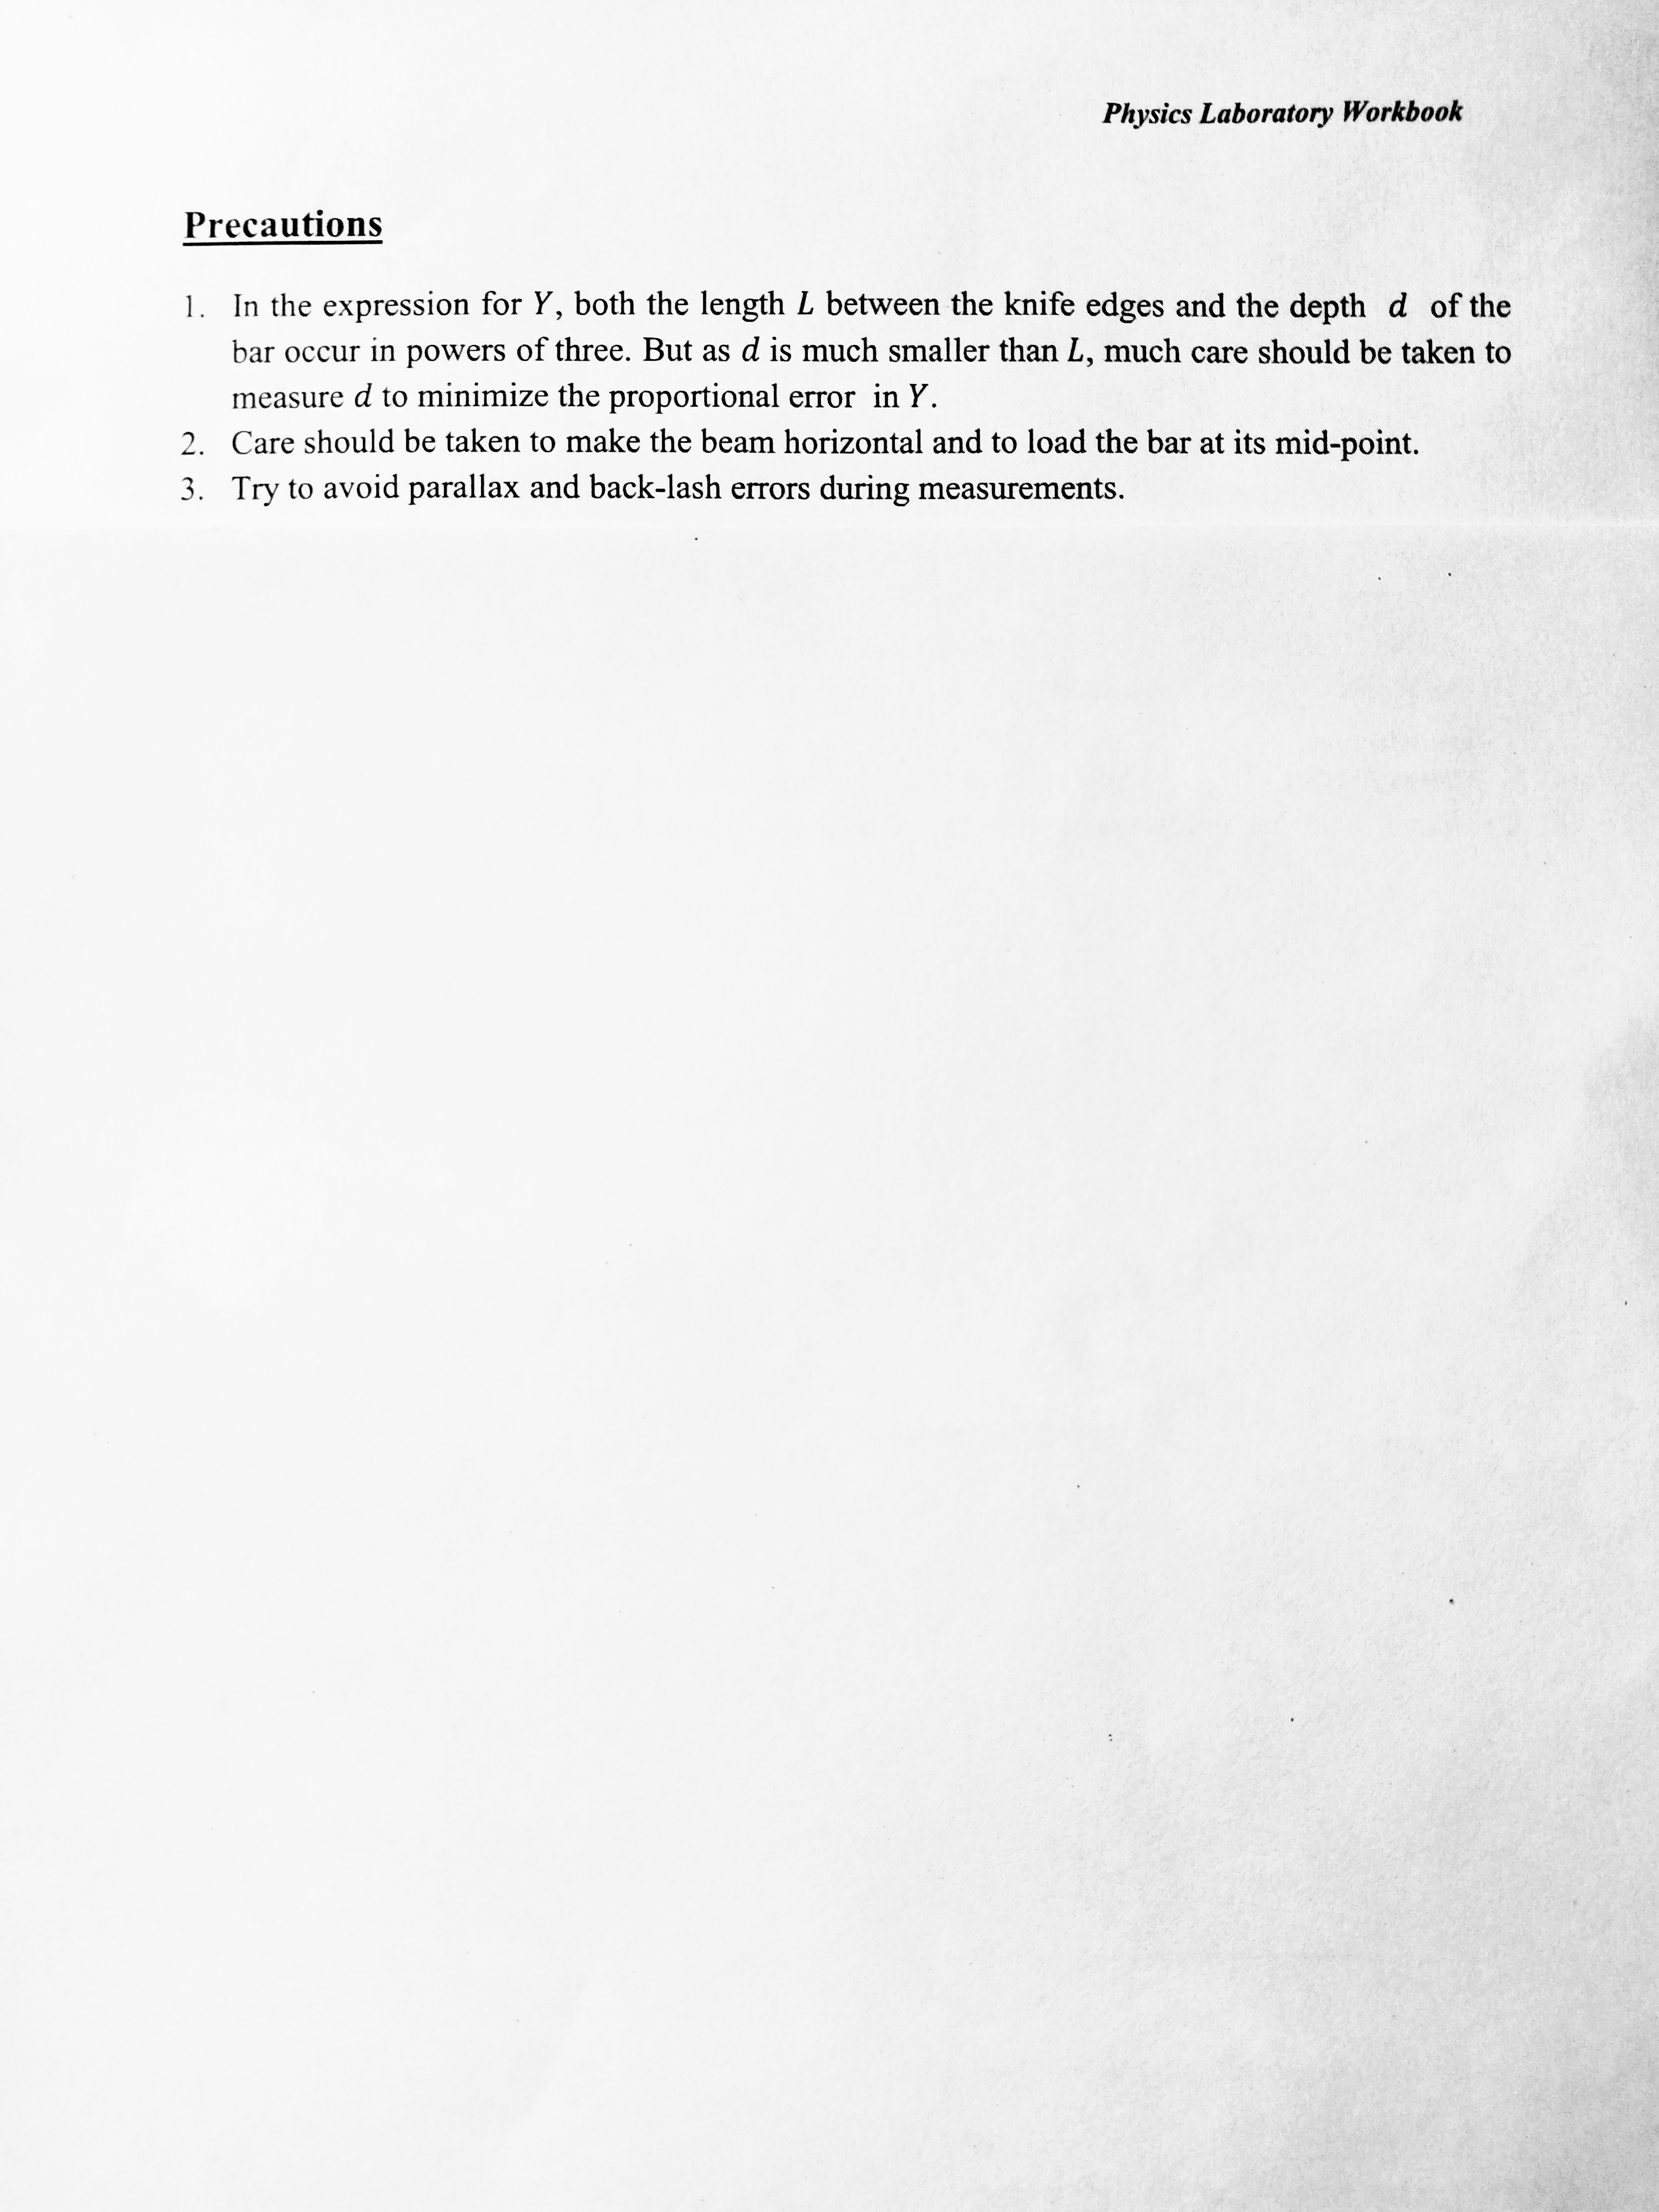 Physics Laboratory Workbook
Precautions
1. In the expression for Y, both the length L between the knife edges and the depth d of the
bar occur in powers of three. But as d is much smaller than L, much care should be taken to
measure d to minimize the proportional error in Y.
2. Care should be taken to make the beam horizontal and to load the bar at its mid-point.
3. Try to avoid parallax and back-lash errors during measurements.